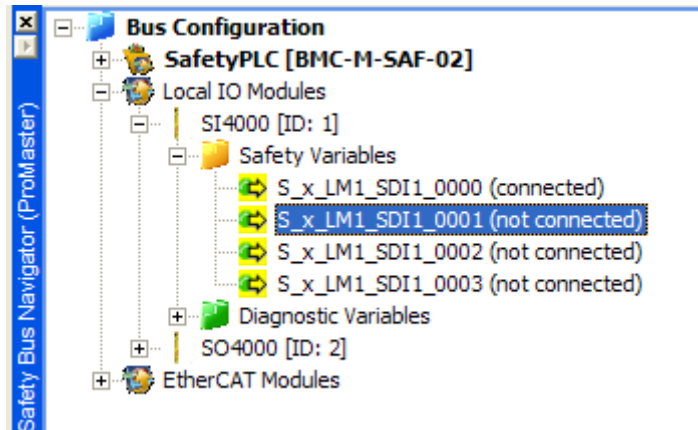 Bus Configuration
SafetyPLC [BMC-M-SAF-02]
Local IO Modules
SI4000 [ID: 1]
Safety Variables
S_x_LM1_SDI1_0000 (connected)
S_x_LM1_SDI1_0001 (not connected)
S_x_LM1_SDI1_0002 (not connected)
S_x_LM1_SDI1_0003 (not connected)
Diagnostic Variables
SO4000 [ID: 2]
EtherCAT Modules
Safety Bus Navigator (ProMaster)